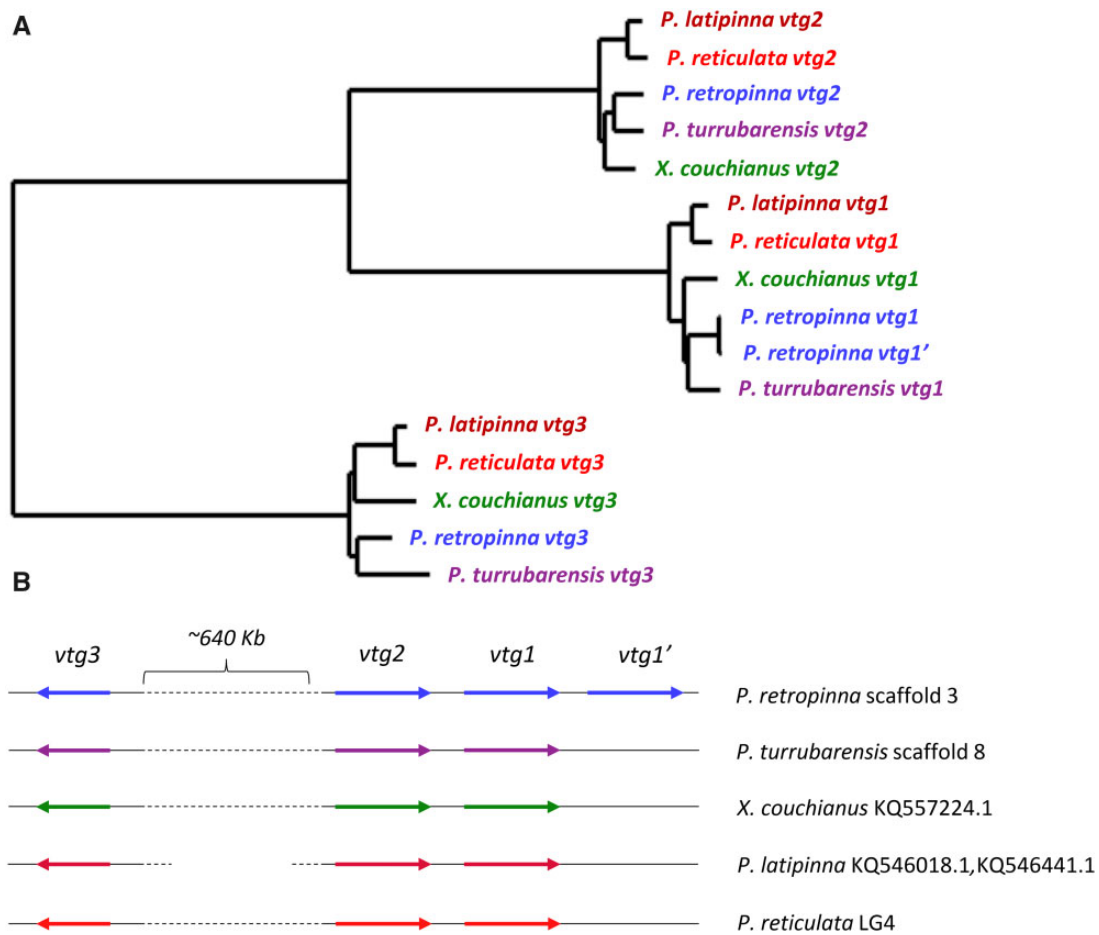 A
P. latipinna vtg2
P. reticulata vtg2
P. retropinna vtg2
P. turrubarensis vtg2
X. couchianus vtg2
P. latipinna vtg1
P. reticulata vtg1
X. couchianus vtg1
P. retropinna vtg1
P. retropinna vtg1’
P. turrubarensis vtg1
P. latipinna vtg3
P. reticulata vtg3
X. couchianus vtg3
P. retropinna vtg3
P. turrubarensis vtg3
B
vtg3 ~640 Kb vtg2 vtg1 vtg1’
P. retropinna scaffold 3
P. turrubarensis scaffold 8
X. couchianus KQ557224.1
P. latipinna KQ546018.1,KQ546441.1
P. reticulata LG4